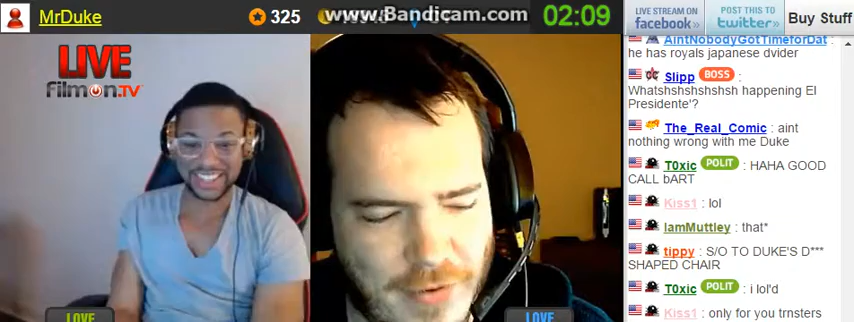 MrDuke
325
www.Bandicam.com
02:09
LIVE STREAM ON
facebook»
POST THIS TO
twitter»
Buy Stuff
LIVE
FilmOn.TV
LOVE
LOVE
AintNobodyGotTimeforDat :
he has royals japanese dvider
Slipp BOSS :
Whatshshshshsh happening El
Presidente'?
The_Real_Comic : aint
nothing wrong with me Duke
T0xic POLIT : HAHA GOOD
CALL bART
Kiss1 : lol
IamMuttley : that*
tippy : S/O TO DUKE'S D***
SHAPED CHAIR
T0xic POLIT : i lol'd
Kiss1 : only for you trnsters